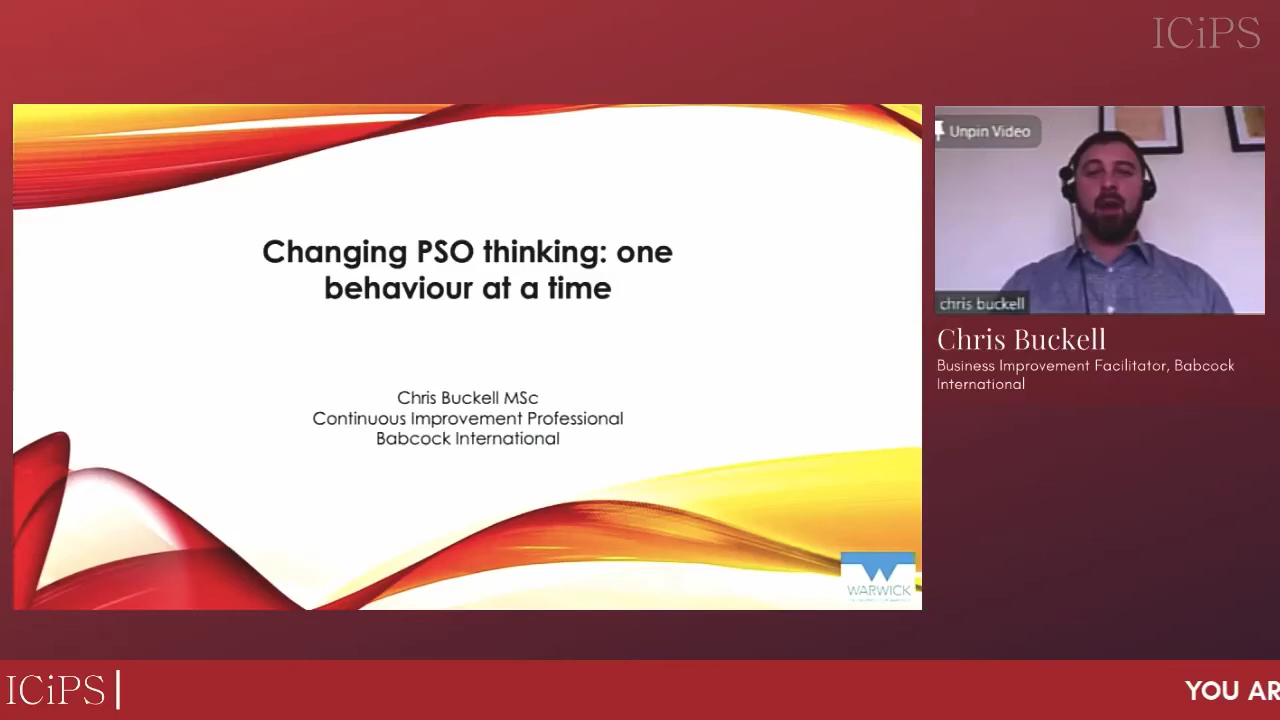 ICiPS
Changing PSO thinking: one
behaviour at a time
Chris Buckell MSc
Continuous Improvement Professional
Babcock International
WARWICK
Unpin Video
chris buckell
Chris Buckell
Business Improvement Facilitator, Babcock
International
ICiPS
YOU AR